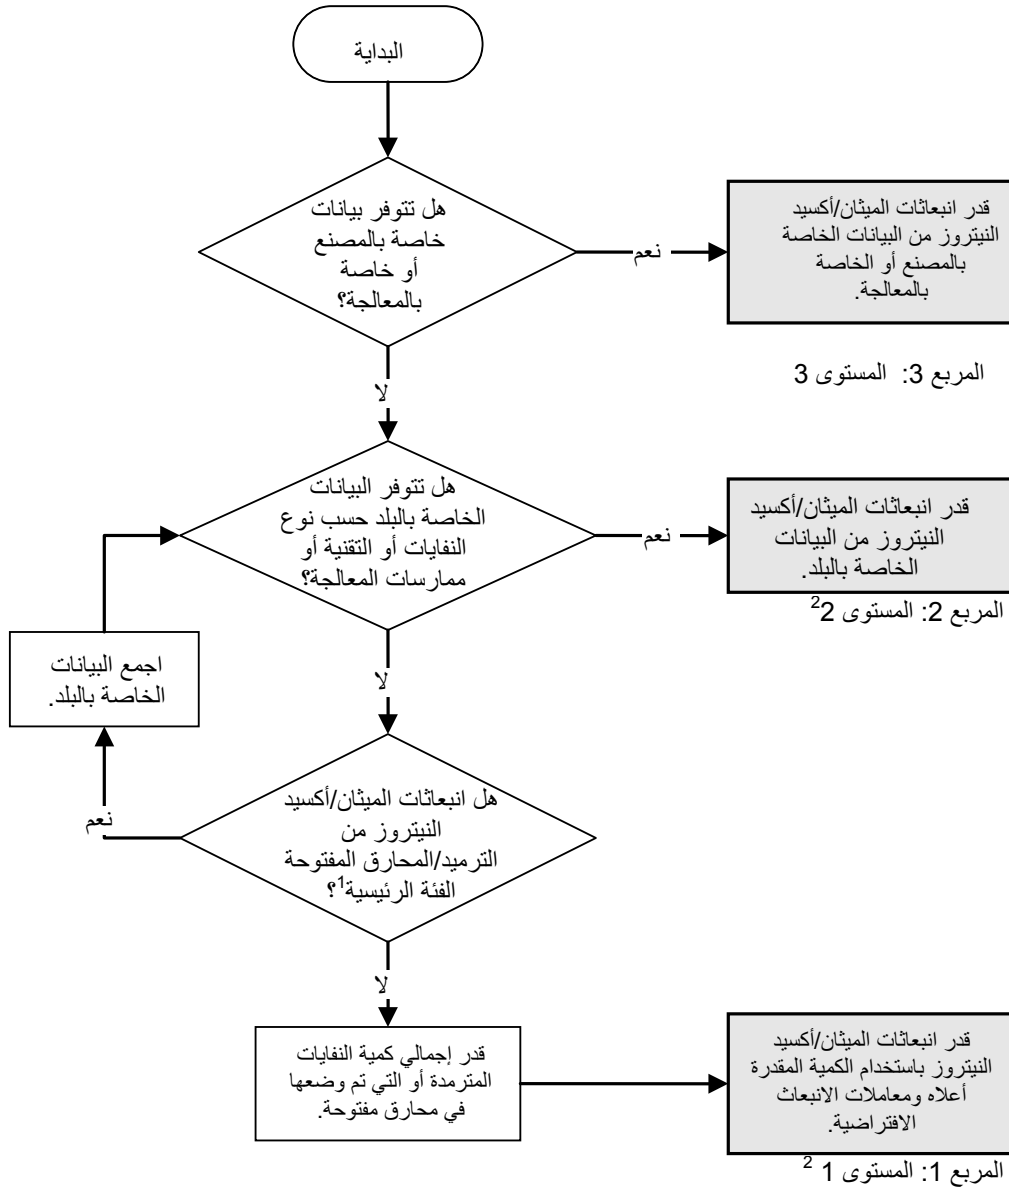 البداية
هل تتوفر بيانات
خاصة بالمصنع
أو خاصة
بالمعالجة؟
نعم
قدر انبعاثات الميثان/أكسيد
النيتروز من البيانات الخاصة
بالمصنع أو الخاصة
بالمعالجة.
المربع 3: المستوى 3
لا
هل تتوفر البيانات
الخاصة بالبلد حسب نوع
النفايات أو التقنية أو
ممارسات المعالجة؟
نعم
قدر انبعاثات الميثان/أكسيد
النيتروز من البيانات
الخاصة بالبلد.
المربع 2: المستوى 2²
اجمع البيانات
الخاصة بالبلد.
لا
هل انبعاثات الميثان/أكسيد
النيتروز من
الترميد/المحارق المفتوحة
الفئة الرئيسية¹؟
نعم
لا
قدر إجمالي كمية النفايات
المترمدة أو التي تم وضعها
في محارق مفتوحة.
قدر انبعاثات الميثان/أكسيد
النيتروز باستخدام الكمية المقدرة
أعلاه ومعاملات الانبعاث
الافتراضية.
المربع 1: المستوى 1 ²